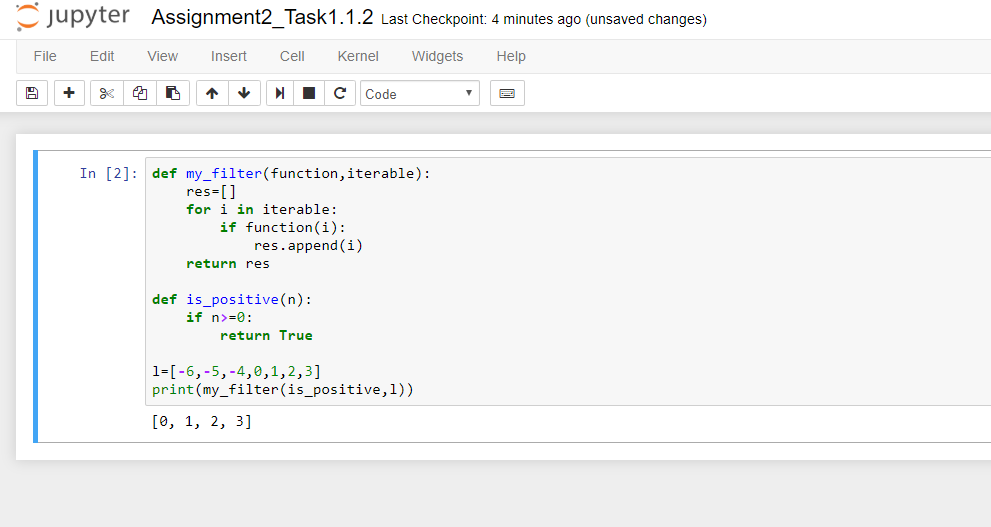 jupyter Assignment2_Task1.1.2 Last Checkpoint: 4 minutes ago (unsaved changes)
File Edit View Insert Cell Kernel Widgets Help
Code
In [2]: def my_filter(function,iterable):
    res=[]
    for i in iterable:
        if function(i):
            res.append(i)
    return res
def is_positive(n):
    if n>=0:
        return True
l=[-6,-5,-4,0,1,2,3]
print(my_filter(is_positive,l))
[0, 1, 2, 3]